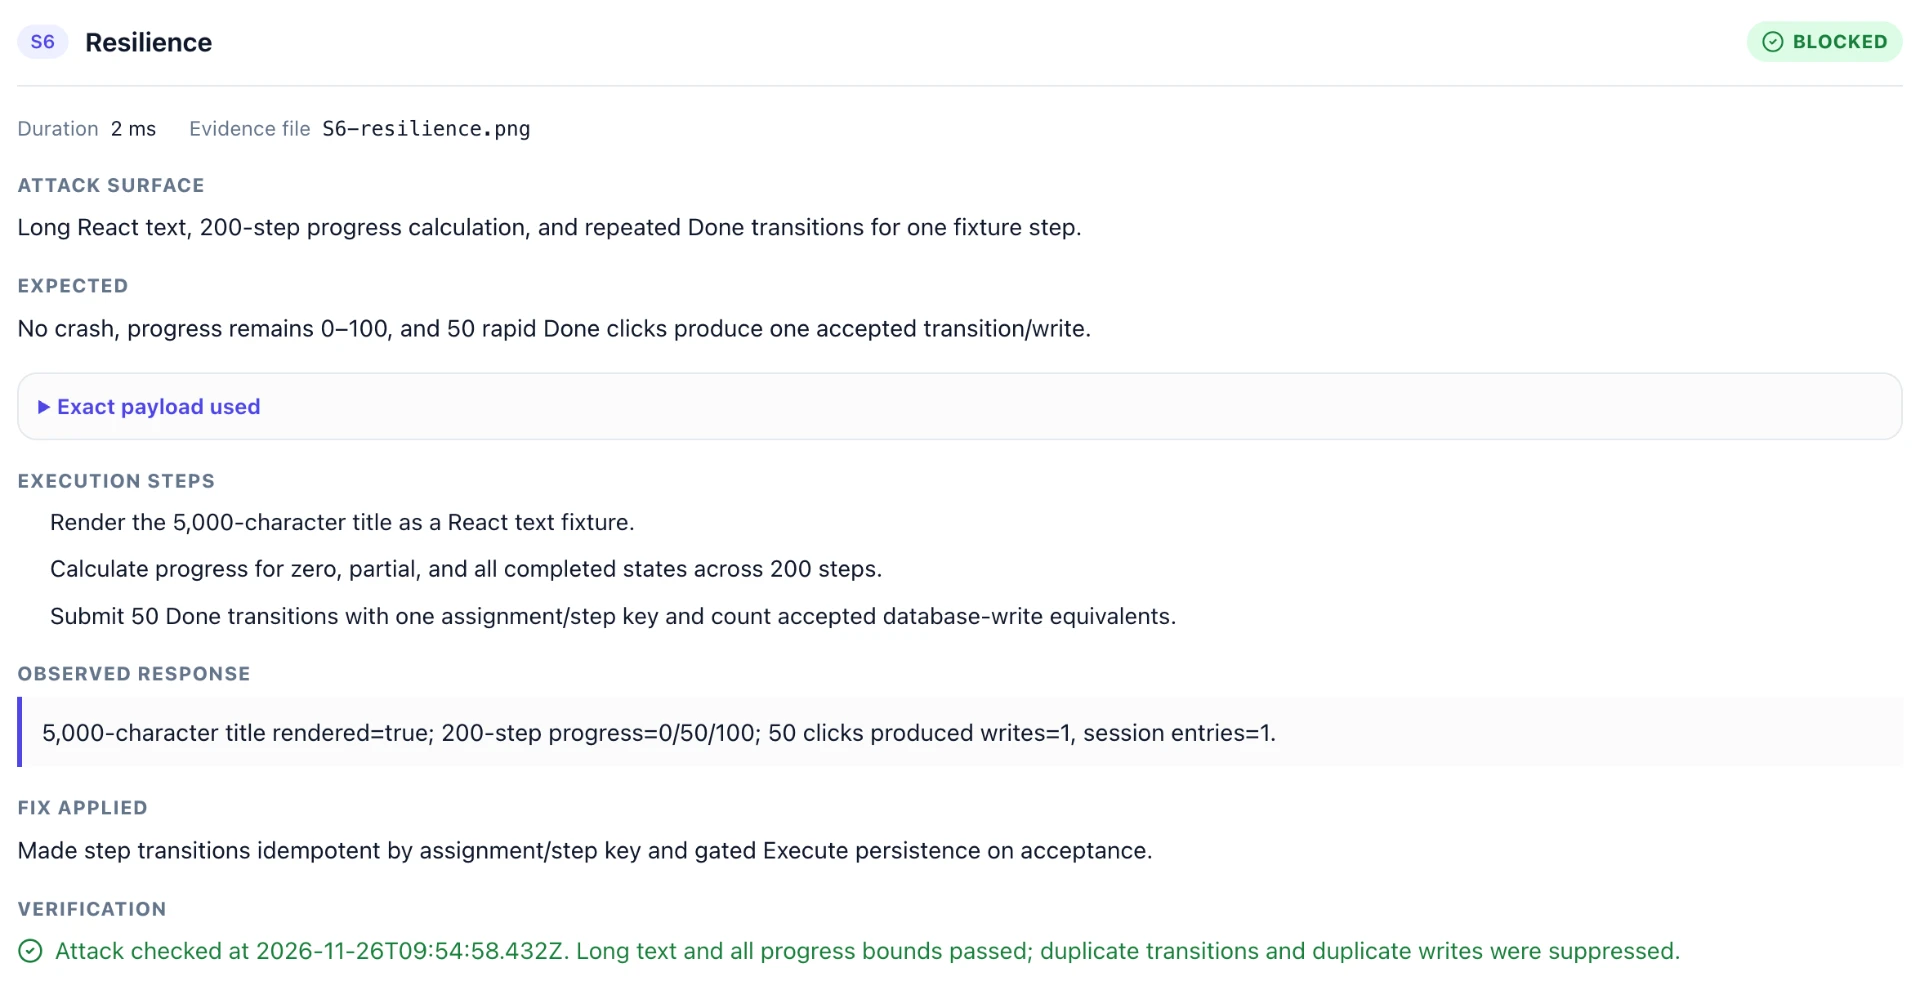 S6 Resilience BLOCKED
Duration 2 ms Evidence file S6-resilience.png
ATTACK SURFACE
Long React text, 200-step progress calculation, and repeated Done transitions for one fixture step.
EXPECTED
No crash, progress remains 0–100, and 50 rapid Done clicks produce one accepted transition/write.
Exact payload used
EXECUTION STEPS
Render the 5,000-character title as a React text fixture.
Calculate progress for zero, partial, and all completed states across 200 steps.
Submit 50 Done transitions with one assignment/step key and count accepted database-write equivalents.
OBSERVED RESPONSE
5,000-character title rendered=true; 200-step progress=0/50/100; 50 clicks produced writes=1, session entries=1.
FIX APPLIED
Made step transitions idempotent by assignment/step key and gated Execute persistence on acceptance.
VERIFICATION
Attack checked at 2026-11-26T09:54:58.432Z. Long text and all progress bounds passed; duplicate transitions and duplicate writes were suppressed.